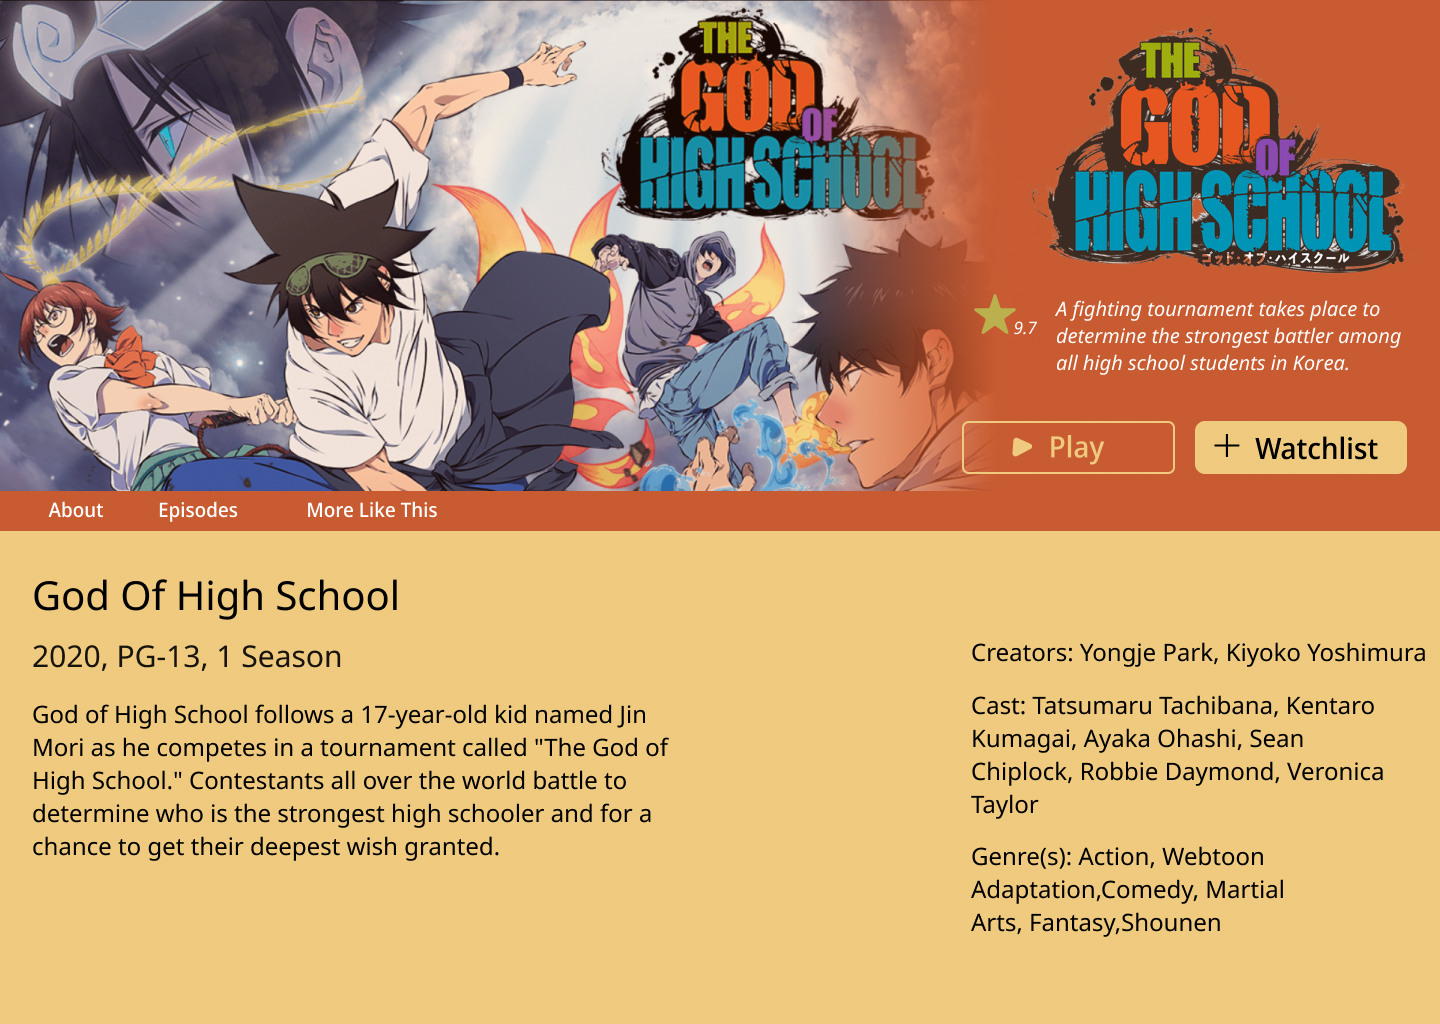 THE
GOD
OF
HIGH SCHOOL
THE
GOD
OF
HIGH SCHOOL
ゴッド・オブ・ハイスクール
9.7
A fighting tournament takes place to
determine the strongest battler among
all high school students in Korea.
Play
Watchlist
About Episodes More Like This
God Of High School
2020, PG-13, 1 Season
God of High School follows a 17-year-old kid named Jin
Mori as he competes in a tournament called "The God of
High School." Contestants all over the world battle to
determine who is the strongest high schooler and for a
chance to get their deepest wish granted.
Creators: Yongje Park, Kiyoko Yoshimura
Cast: Tatsumaru Tachibana, Kentaro
Kumagai, Ayaka Ohashi, Sean
Chiplock, Robbie Daymond, Veronica
Taylor
Genre(s): Action, Webtoon
Adaptation,Comedy, Martial
Arts, Fantasy,Shounen